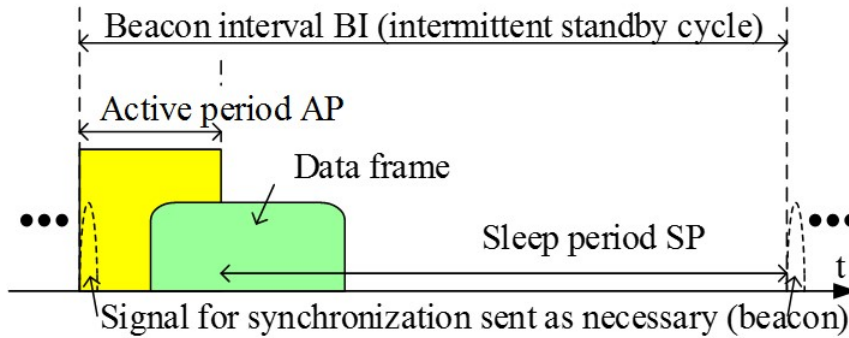 Beacon interval BI (intermittent standby cycle)
Active period AP
Data frame
Sleep period SP
t
Signal for synchronization sent as necessary (beacon)